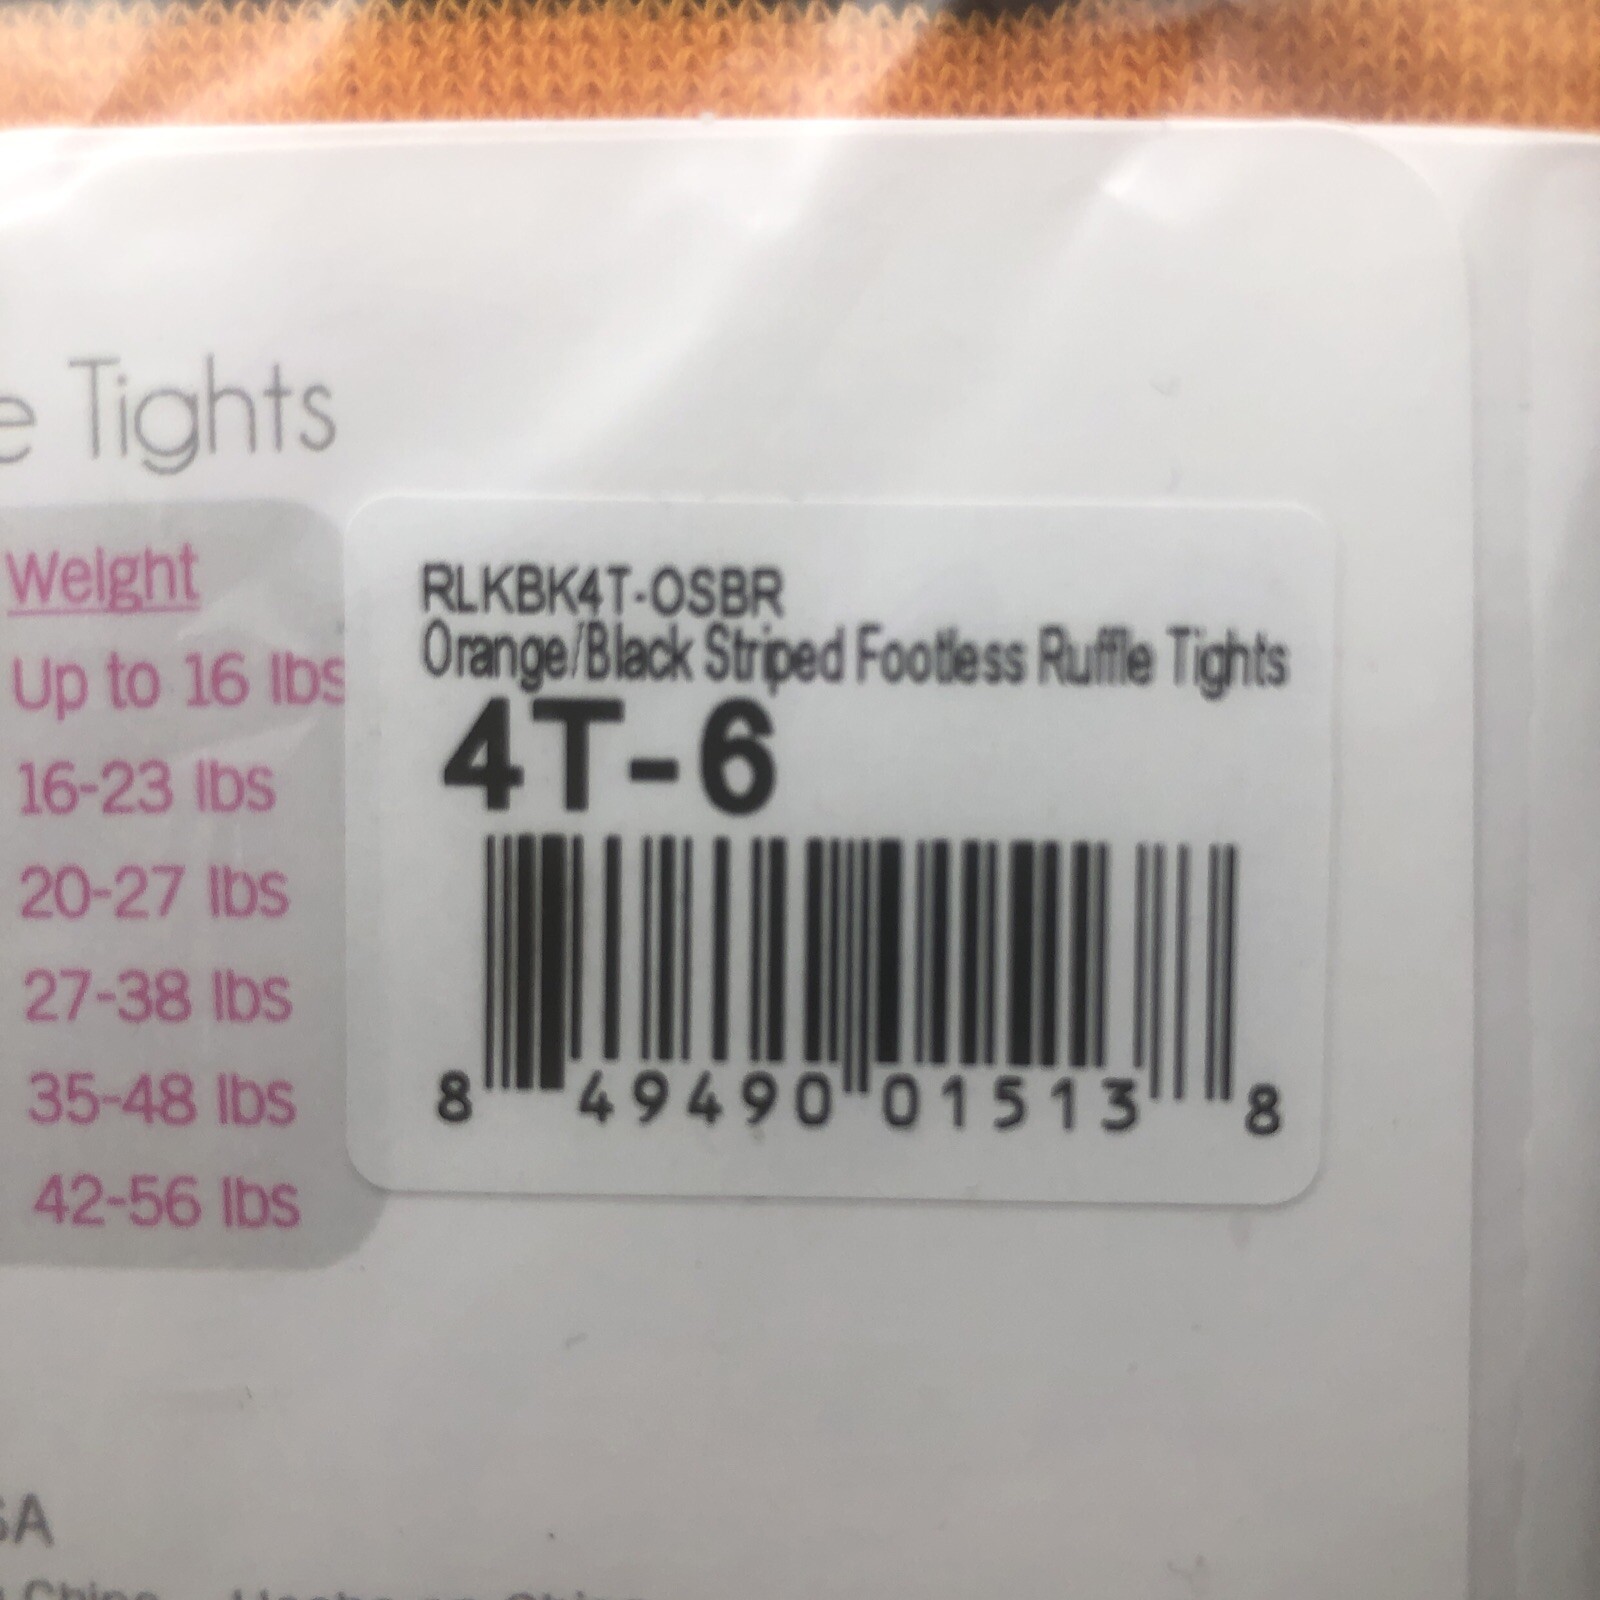 Tights
Weight
Up to 16 lbs
16-23 lbs
20-27 lbs
27-38 lbs
35-48 lbs
42-56 lbs
RLKBK4T-OSBR
Orange/Black Striped Footless Ruffle Tights
4T-6
8 49490 01513 8